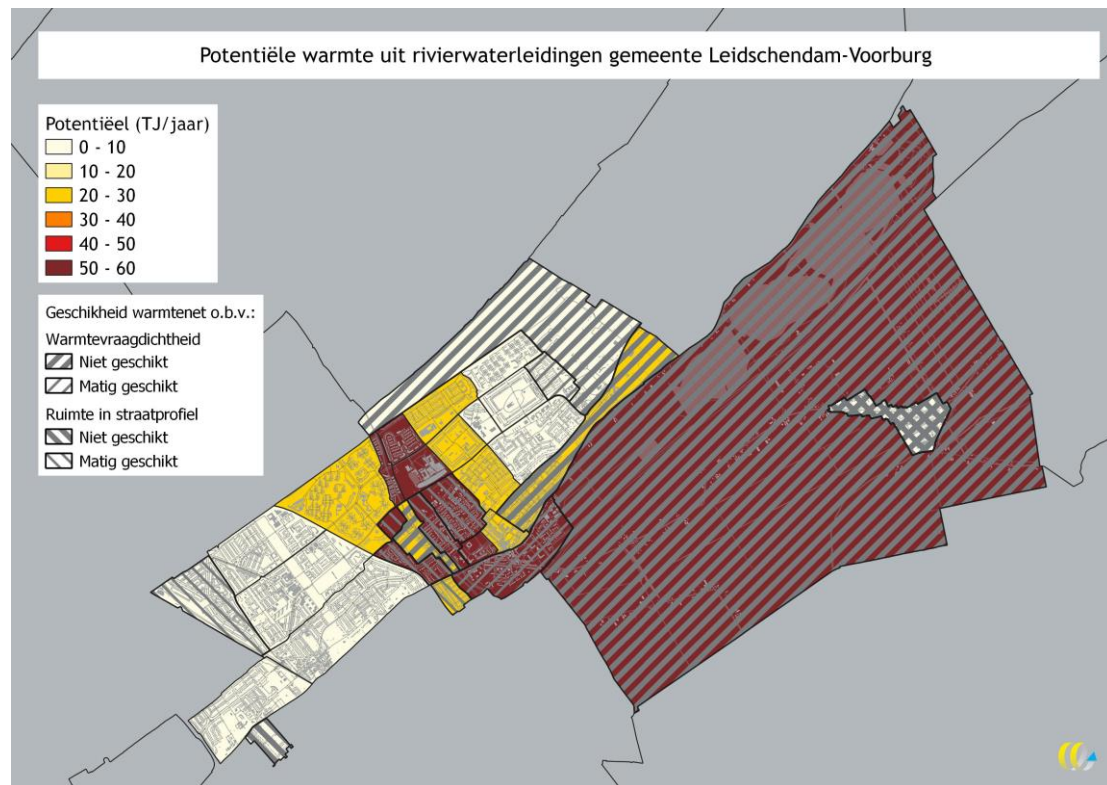 Potentiële warmte uit rivierwaterleidingen gemeente Leidschendam-Voorburg
Potentiëel (TJ/jaar)
0 - 10
10 - 20
20 - 30
30 - 40
40 - 50
50 - 60
Geschikheid warmtenet o.b.v.:
Warmtevraagdichtheid
Niet geschikt
Matig geschikt
Ruimte in straatprofiel
Niet geschikt
Matig geschikt